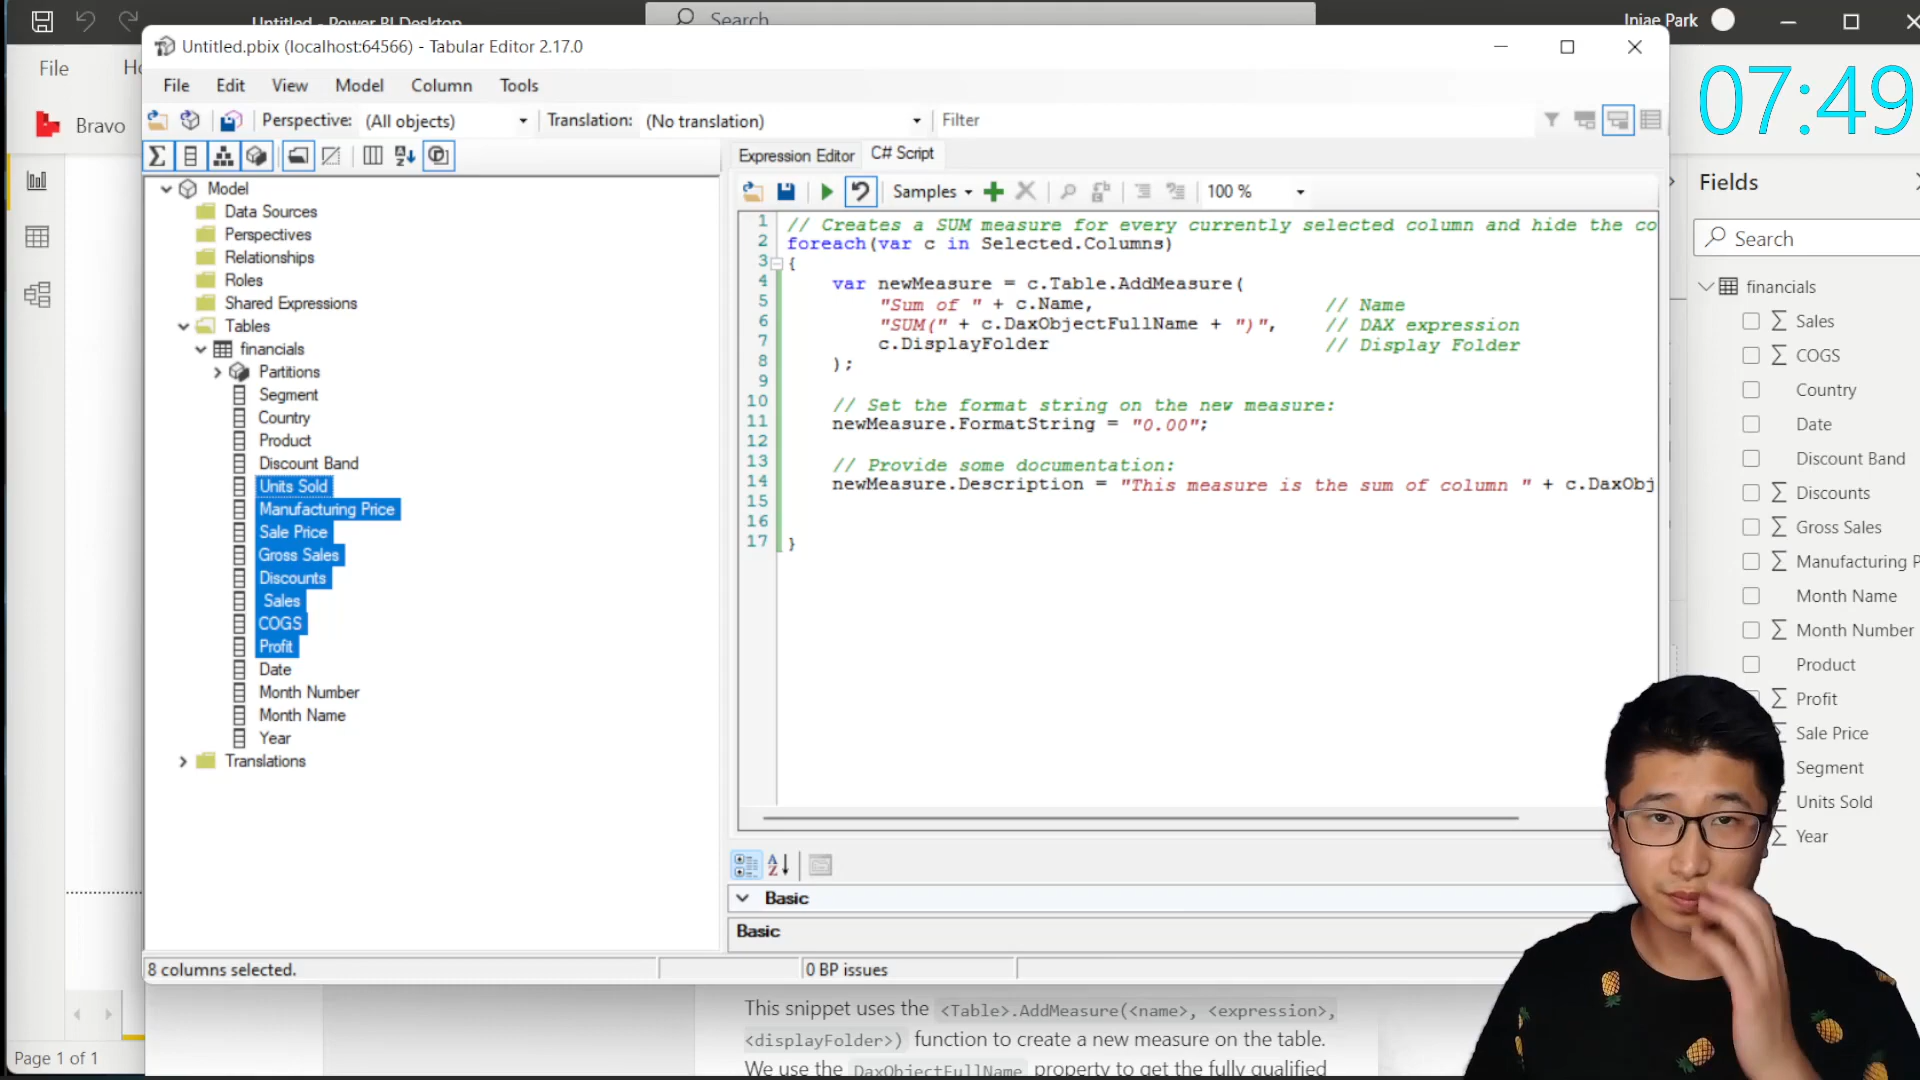 Untitled - Power BI Desktop
Search
Injae Park
Untitled.pbix (localhost:64566) - Tabular Editor 2.17.0
File
File Edit View Model Column Tools
07:49
Bravo
Perspective: (All objects) Translation: (No translation) Filter
Expression Editor C# Script
Samples 100 %
Model
Data Sources
Perspectives
Relationships
Roles
Shared Expressions
Tables
financials
Partitions
Segment
Country
Product
Discount Band
Units Sold
Manufacturing Price
Sale Price
Gross Sales
Discounts
Sales
COGS
Profit
Date
Month Number
Month Name
Year
Translations
1 // Creates a SUM measure for every currently selected column and hide the co
2 foreach(var c in Selected.Columns)
3 {
4 var newMeasure = c.Table.AddMeasure(
5 "Sum of " + c.Name, // Name
6 "SUM(" + c.DaxObjectFullName + ")", // DAX expression
7 c.DisplayFolder // Display Folder
8 );
9
10 // Set the format string on the new measure:
11 newMeasure.FormatString = "0.00";
12
13 // Provide some documentation:
14 newMeasure.Description = "This measure is the sum of column " + c.DaxObj
15
16
17 }
Basic
Basic
8 columns selected.
0 BP issues
Fields
Search
financials
Sales
COGS
Country
Date
Discount Band
Discounts
Gross Sales
Manufacturing P
Month Name
Month Number
Product
Profit
Sale Price
Segment
Units Sold
Year
This snippet uses the <Table>.AddMeasure(<name>, <expression>,
<displayFolder>) function to create a new measure on the table.
We use the DaxObjectFullName property to get the fully qualified
Page 1 of 1